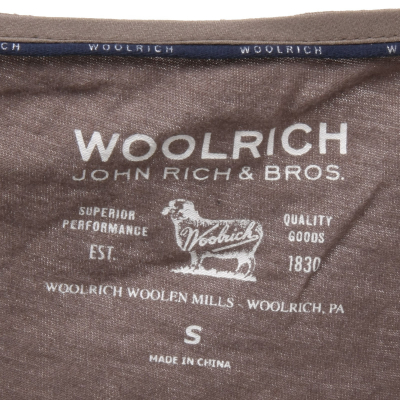 WOOLRICH WOOLRICH WOOLRICH
WOOLRICH
JOHN RICH & BROS.
SUPERIOR PERFORMANCE
QUALITY GOODS
Woolrich
EST. 1830
WOOLRICH WOOLEN MILLS - WOOLRICH, PA
S
MADE IN CHINA